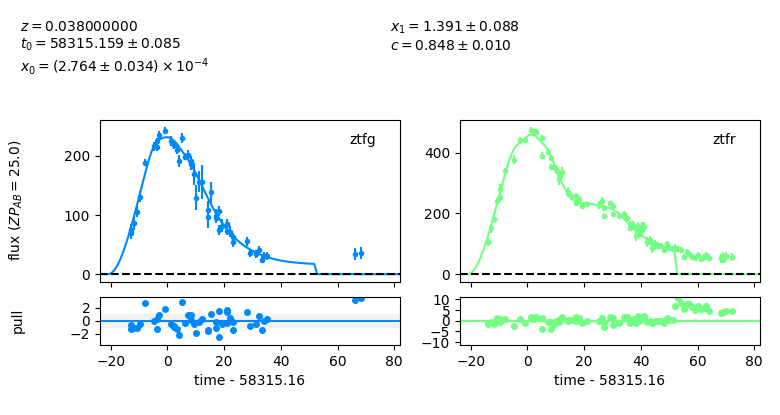 z = 0.038000000
t₀ = 58315.159 ± 0.085
x₀ = (2.764 ± 0.034) × 10⁻⁴
x₁ = 1.391 ± 0.088
c = 0.848 ± 0.010
flux (ZP_AB = 25.0)
200
100
0
ztfg
400
200
0
ztfr
pull
2
0
−2
10
5
0
−5
−10
−20 0 20 40 60 80
−20 0 20 40 60 80
time - 58315.16
time - 58315.16